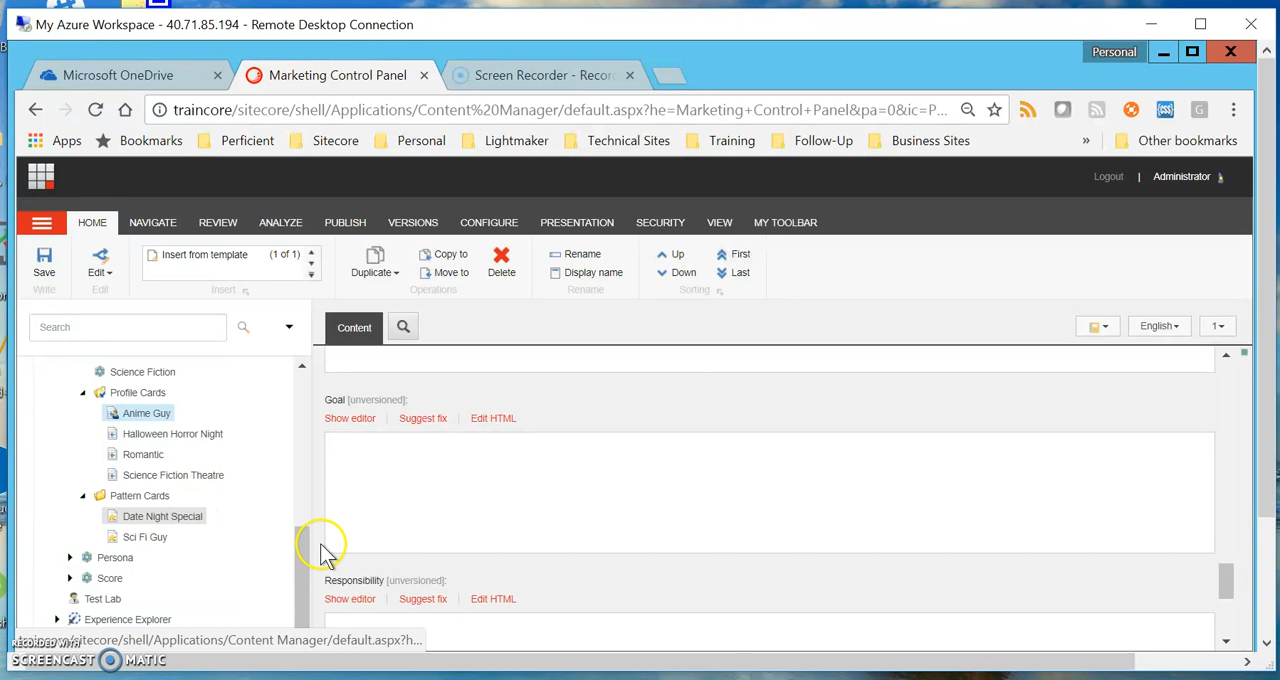 My Azure Workspace - 40.71.85.194 - Remote Desktop Connection
Personal
Microsoft OneDrive
Marketing Control Panel
Screen Recorder - Recor
traincore/sitecore/shell/Applications/Content%20Manager/default.aspx?he=Marketing+Control+Panel&pa=0&ic=P...
Apps Bookmarks Perficient Sitecore Personal Lightmaker Technical Sites Training Follow-Up Business Sites » Other bookmarks
Logout | Administrator
HOME NAVIGATE REVIEW ANALYZE PUBLISH VERSIONS CONFIGURE PRESENTATION SECURITY VIEW MY TOOLBAR
Insert from template (1 of 1) Copy to Rename Up First
Save Edit Duplicate Move to Delete Display name Down Last
Write Edit Insert Operations Rename Sorting
Search
Content
English
1
Science Fiction
Profile Cards
Anime Guy
Halloween Horror Night
Romantic
Science Fiction Theatre
Pattern Cards
Date Night Special
Sci Fi Guy
Persona
Score
Test Lab
Experience Explorer
Goal [unversioned]:
Show editor Suggest fix Edit HTML
Responsibility [unversioned]:
Show editor Suggest fix Edit HTML
traincore/sitecore/shell/Applications/Content Manager/default.aspx?h...
RECORDED WITH
SCREENCAST MATIC